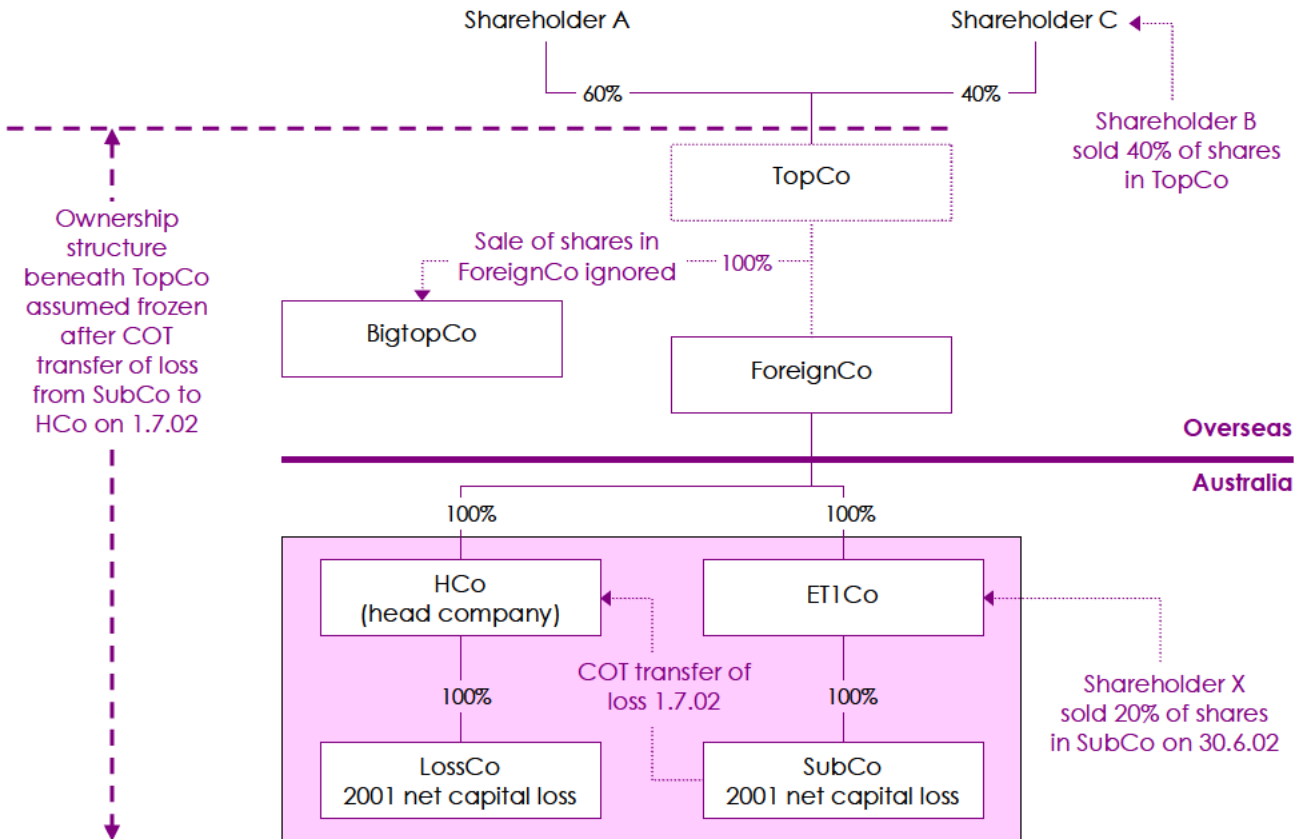 Shareholder A
Shareholder C
60%
40%
Shareholder B
sold 40% of shares
in TopCo
TopCo
Ownership
structure
beneath TopCo
assumed frozen
after COT
transfer of loss
from SubCo to
HCo on 1.7.02
Sale of shares in
ForeignCo ignored
100%
BigtopCo
ForeignCo
Overseas
Australia
100%
100%
HCo
(head company)
ET1Co
COT transfer of
loss 1.7.02
100%
100%
Shareholder X
sold 20% of shares
in SubCo on 30.6.02
LossCo
2001 net capital loss
SubCo
2001 net capital loss